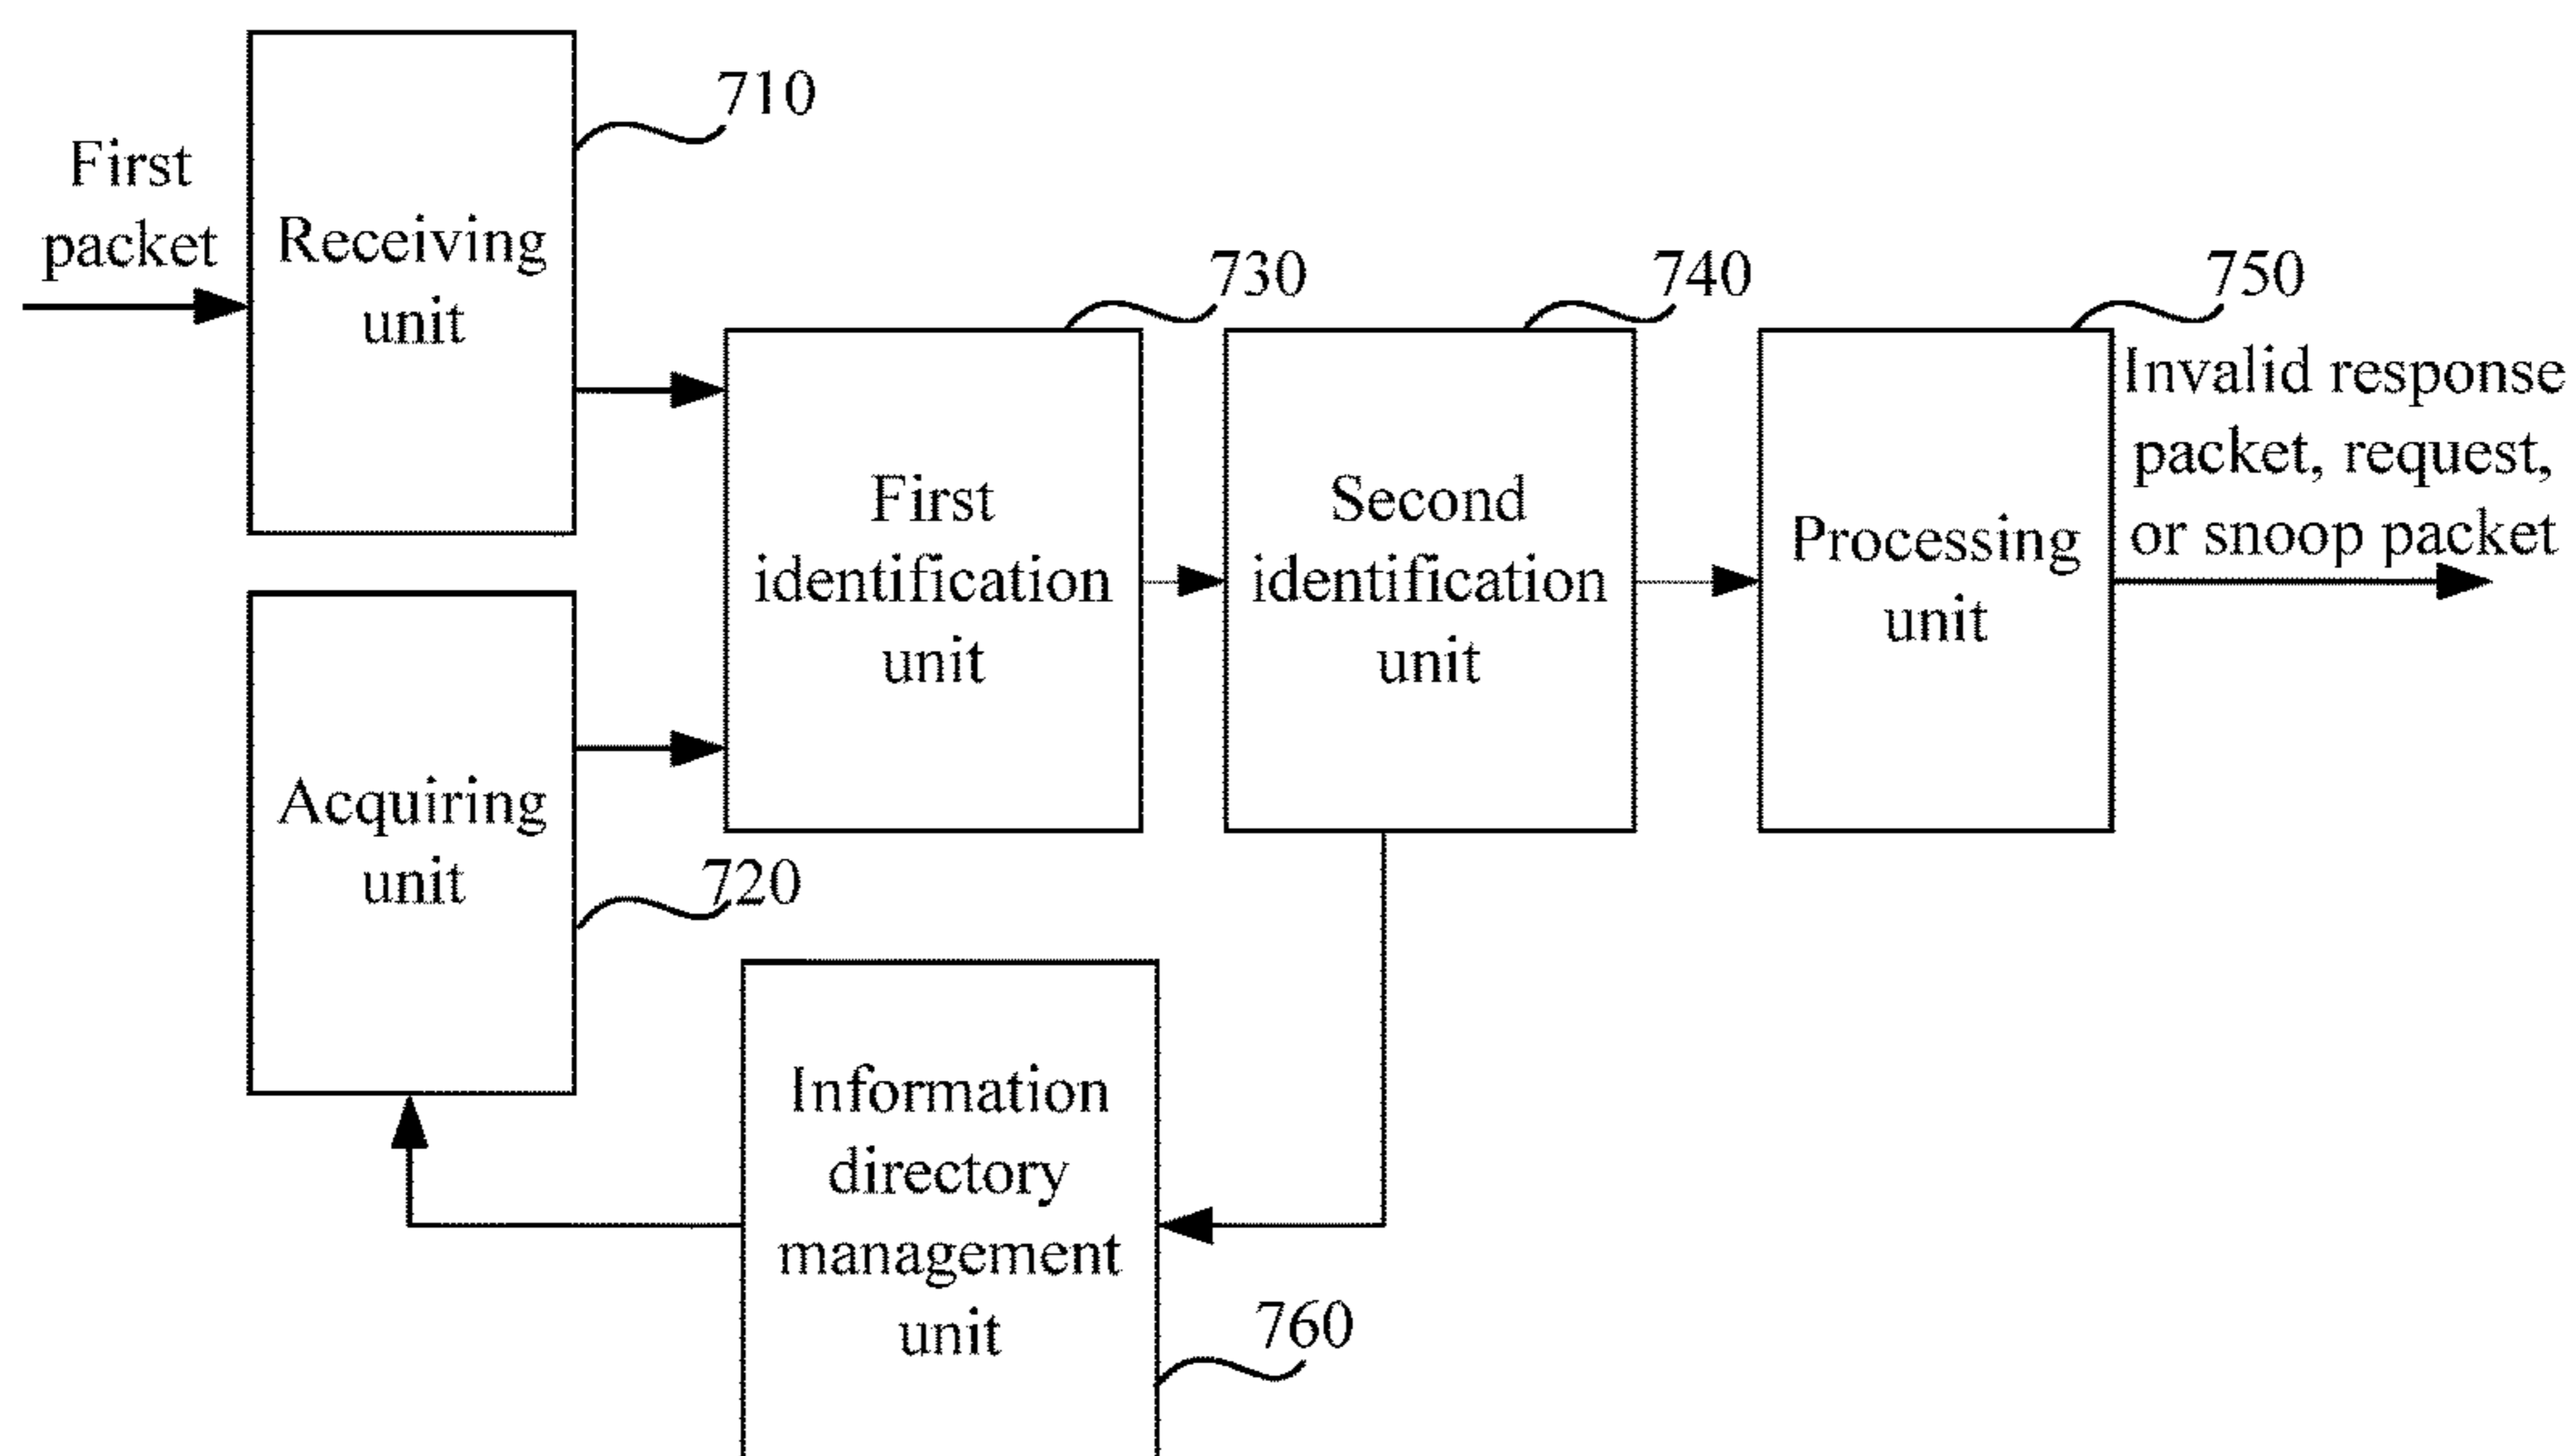 710
First
packet
Receiving
unit
730
740
750
Invalid response
packet, request,
or snoop packet
First
identification
unit
Second
identification
unit
Processing
unit
Acquiring
unit
720
Information
directory
management
unit
760